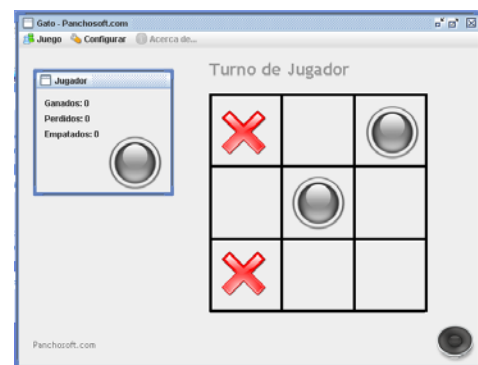 Gato - Panchosoft.com
Juego Configurar Acerca de...
Turno de Jugador
Jugador
Ganados: 0
Perdidos: 0
Empatados: 0
Panchosoft.com